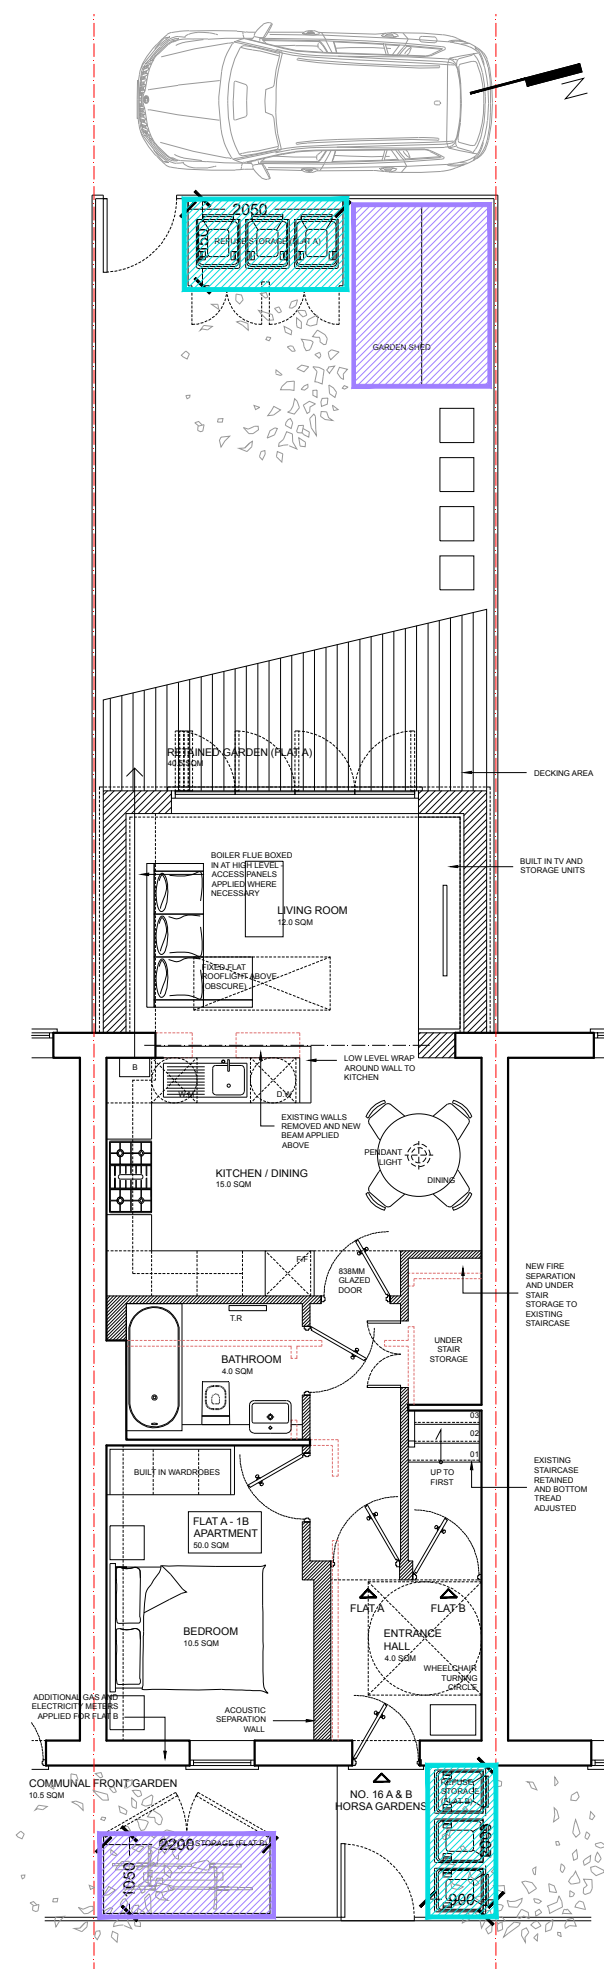 N
2050
REFUSE STORAGE (FLAT A)
GARDEN SHED
RETAINED GARDEN (FLAT A)
DECKING AREA
BOILER FLUE BOXED
IN AT HIGH LEVEL -
ACCESS PANELS
APPLIED WHERE
NECESSARY
BUILT IN TV AND
STORAGE UNITS
LIVING ROOM
12.0 SQM
FIXED FLAT
ROOFLIGHT ABOVE
(OBSCURE)
B
LOW LEVEL WRAP
AROUND WALL TO
KITCHEN
W.M
D.W
EXISTING WALLS
REMOVED AND NEW
BEAM APPLIED
ABOVE
PENDANT
LIGHT
DINING
KITCHEN / DINING
15.0 SQM
F.F
838MM
GLAZED
DOOR
NEW FIRE
SEPARATION
AND UNDER
STAIR
STORAGE TO
EXISTING
STAIRCASE
T.R
UNDER
STAIR
STORAGE
BATHROOM
4.0 SQM
03
02
01
UP TO
FIRST
EXISTING
STAIRCASE
RETAINED
AND BOTTOM
TREAD
ADJUSTED
BUILT IN WARDROBES
FLAT A - 1B
APARTMENT
50.0 SQM
FLAT A
FLAT B
BEDROOM
10.5 SQM
ENTRANCE
HALL
4.0 SQM
WHEELCHAIR
TURNING
CIRCLE
ADDITIONAL GAS AND
ELECTRICITY METERS
APPLIED FOR FLAT B
ACOUSTIC
SEPARATION
WALL
COMMUNAL FRONT GARDEN
10.5 SQM
NO. 16 A & B
HORSA GARDENS
REFUSE
STORAGE
(FLAT B)
2200
STORAGE (FLAT B)
1050
900